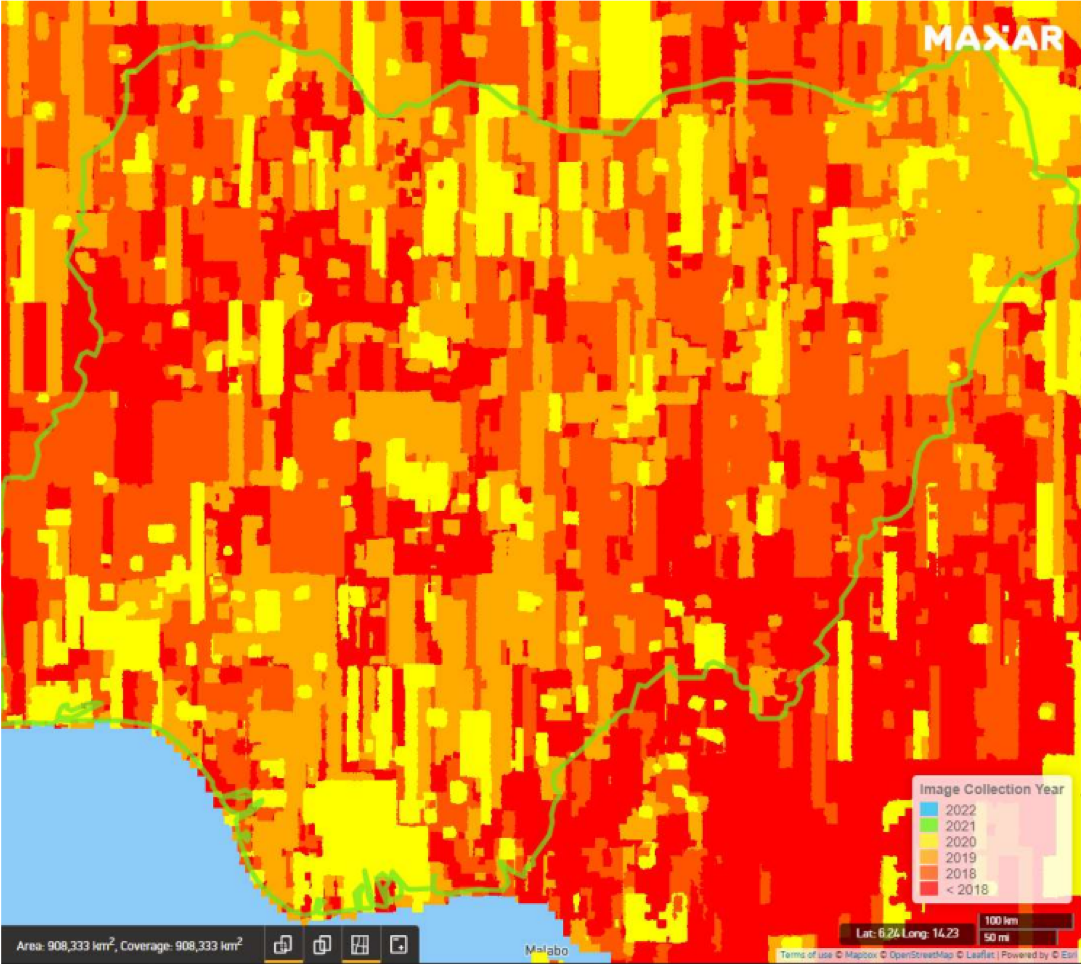 MAXAR
Image Collection Year
2022
2021
2020
2019
2018
< 2018
100 km
50 mi
Lat: 6.24 Long: 14.23
Area: 908,333 km², Coverage: 908,333 km²
Malabo
Terms of use © Mapbox © OpenStreetMap © Leaflet | Powered by © Esri